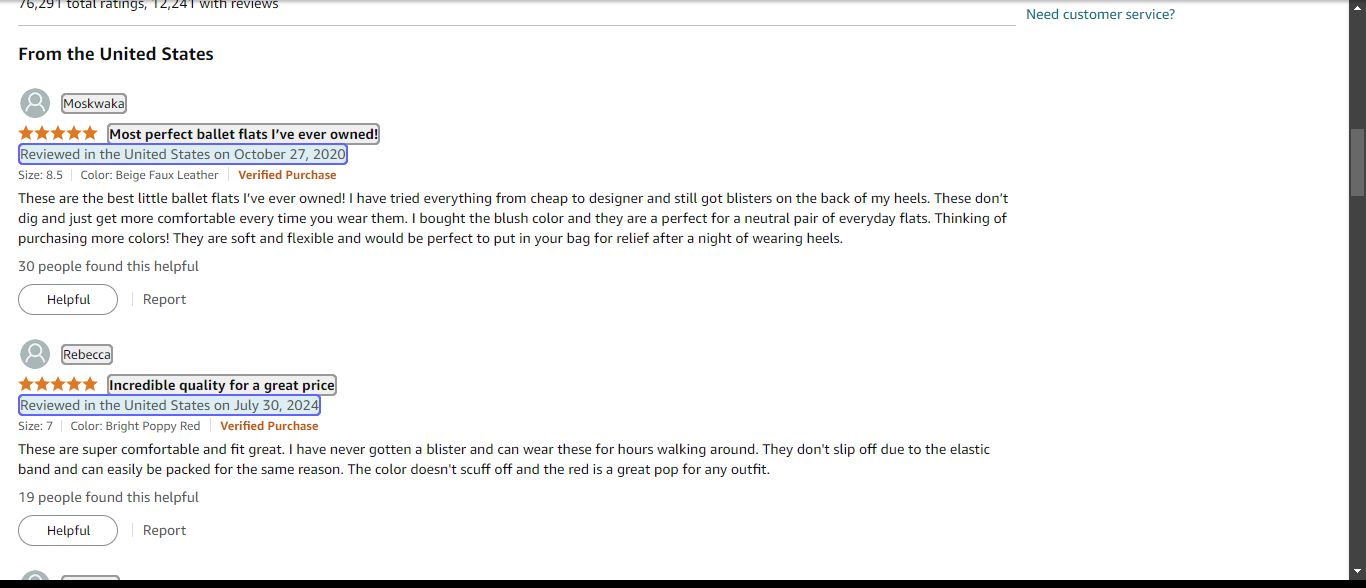 76,291 total ratings, 12,241 with reviews
Need customer service?
From the United States
Moskwaka
Most perfect ballet flats I’ve ever owned!
Reviewed in the United States on October 27, 2020
Size: 8.5 Color: Beige Faux Leather Verified Purchase
These are the best little ballet flats I’ve ever owned! I have tried everything from cheap to designer and still got blisters on the back of my heels. These don’t
dig and just get more comfortable every time you wear them. I bought the blush color and they are a perfect for a neutral pair of everyday flats. Thinking of
purchasing more colors! They are soft and flexible and would be perfect to put in your bag for relief after a night of wearing heels.
30 people found this helpful
Helpful Report
Rebecca
Incredible quality for a great price
Reviewed in the United States on July 30, 2024
Size: 7 Color: Bright Poppy Red Verified Purchase
These are super comfortable and fit great. I have never gotten a blister and can wear these for hours walking around. They don't slip off due to the elastic
band and can easily be packed for the same reason. The color doesn't scuff off and the red is a great pop for any outfit.
19 people found this helpful
Helpful Report